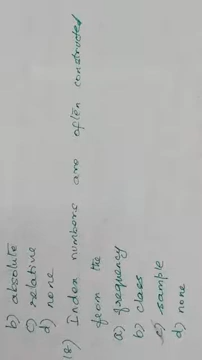 b) absolute
c) relative
d) none
18) Index numbers are often constructed
from the
a) frequency
b) class
c) sample
d) none